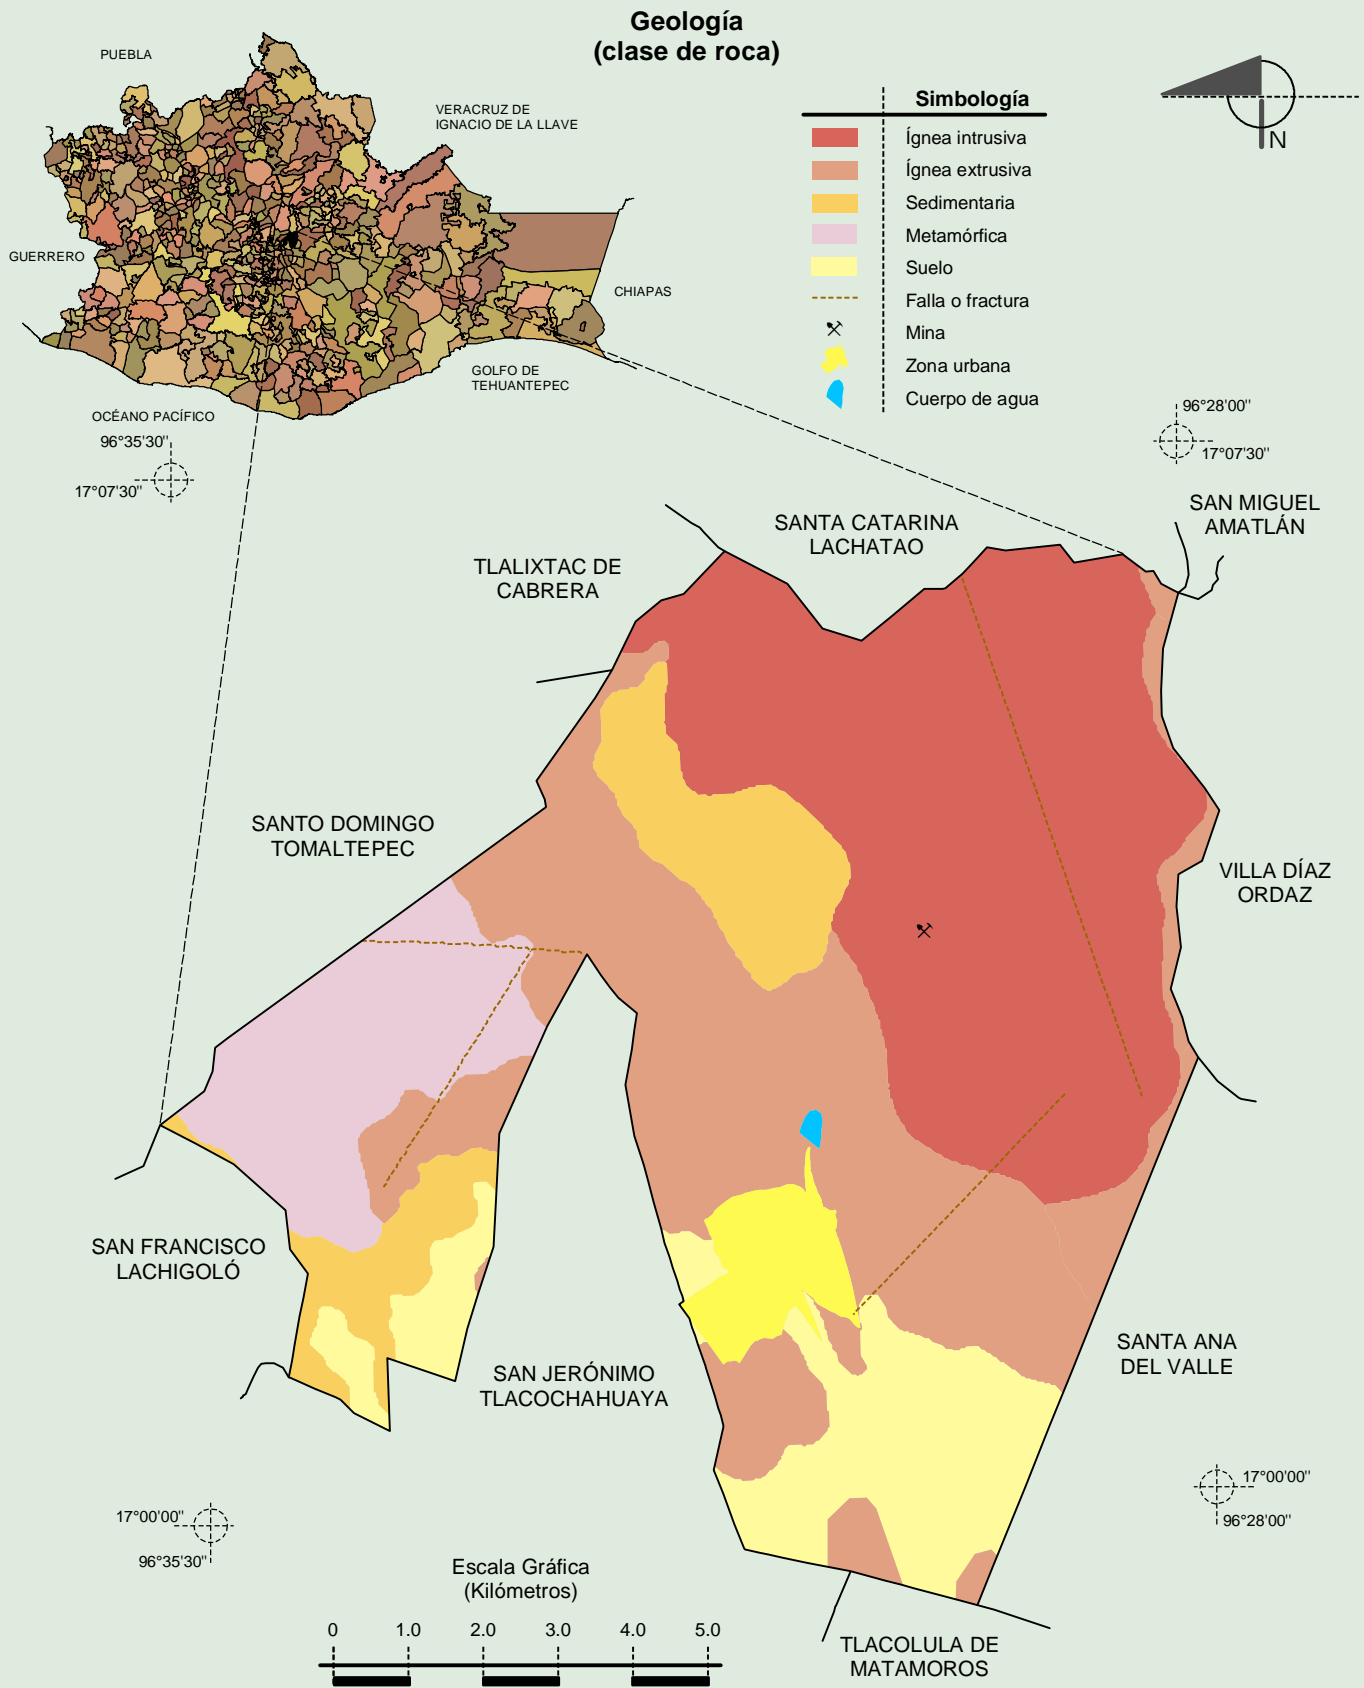 Geología
(clase de roca)
PUEBLA
VERACRUZ DE
IGNACIO DE LA LLAVE
GUERRERO
CHIAPAS
GOLFO DE
TEHUANTEPEC
OCÉANO PACÍFICO
N
Simbología
Ígnea intrusiva
Ígnea extrusiva
Sedimentaria
Metamórfica
Suelo
Falla o fractura
Mina
Zona urbana
Cuerpo de agua
96°35'30"
17°07'30"
96°28'00"
17°07'30"
SAN MIGUEL
AMATLÁN
SANTA CATARINA
LACHATAO
TLALIXTAC DE
CABRERA
SANTO DOMINGO
TOMALTEPEC
VILLA DÍAZ
ORDAZ
SAN FRANCISCO
LACHIGOLÓ
SAN JERÓNIMO
TLACOCHAHUAYA
SANTA ANA
DEL VALLE
17°00'00"
96°28'00"
17°00'00"
96°35'30"
Escala Gráfica
(Kilómetros)
0 1.0 2.0 3.0 4.0 5.0
TLACOLULA DE
MATAMOROS